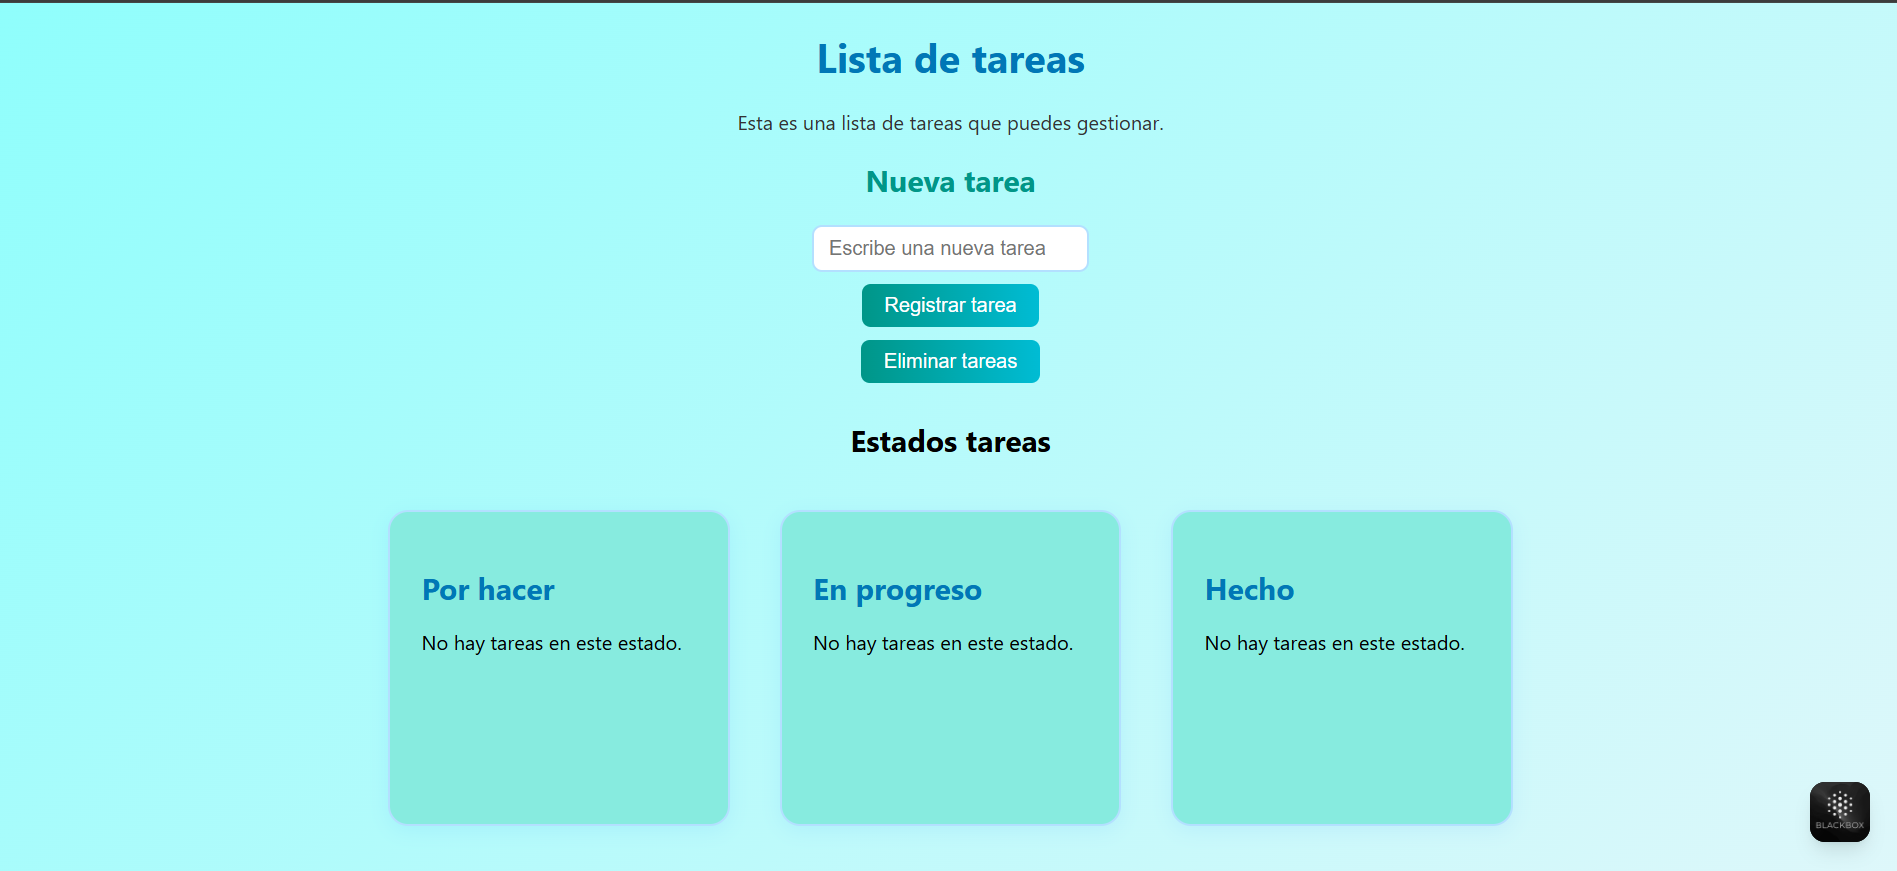 Lista de tareas
Esta es una lista de tareas que puedes gestionar.
Nueva tarea
Escribe una nueva tarea
Registrar tarea
Eliminar tareas
Estados tareas
Por hacer
No hay tareas en este estado.
En progreso
No hay tareas en este estado.
Hecho
No hay tareas en este estado.
BLACKBOX